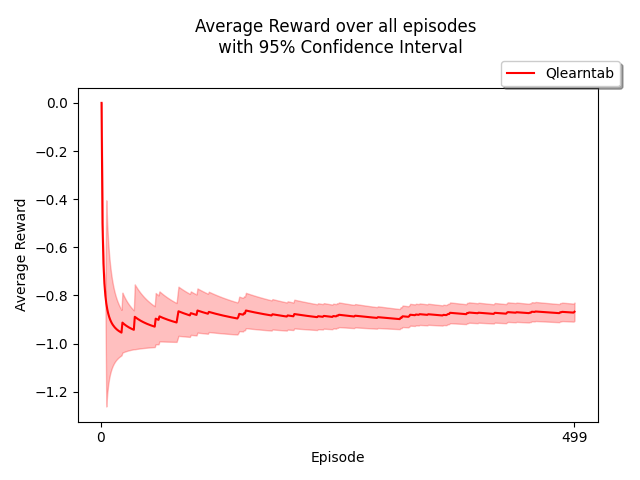 Average Reward over all episodes
with 95% Confidence Interval
Qlearntab
0.0
−0.2
−0.4
−0.6
−0.8
−1.0
−1.2
Average Reward
0
499
Episode